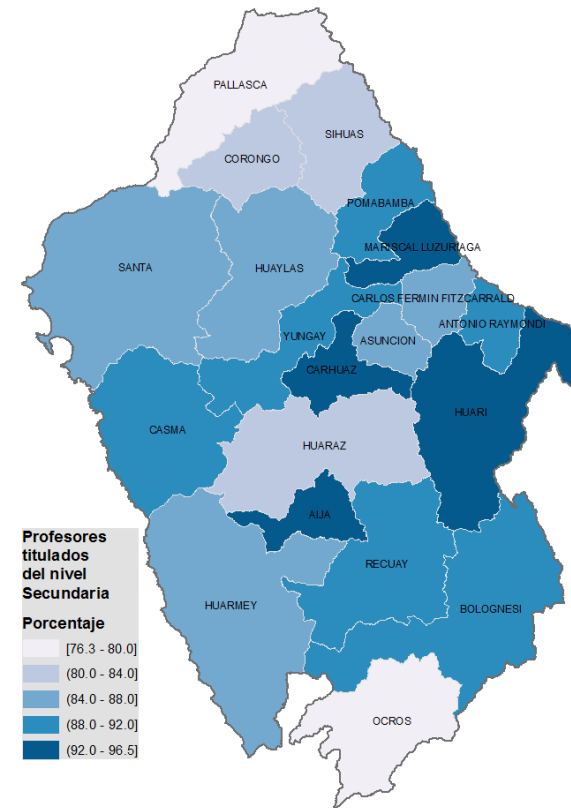 PALLASCA
SIHUAS
CORONGO
POMABAMBA
MARISCAL LUZURIAGA
SANTA
HUAYLAS
CARLOS FERMIN FITZCARRALD
ANTONIO RAYMONDI
YUNGAY
ASUNCION
CARHUAZ
HUARI
CASMA
HUARAZ
AIJA
RECUAY
HUARMEY
BOLOGNESI
OCROS
Profesores
titulados
del nivel
Secundaria
Porcentaje
[76.3 - 80.0]
(80.0 - 84.0]
(84.0 - 88.0]
(88.0 - 92.0]
(92.0 - 96.5]